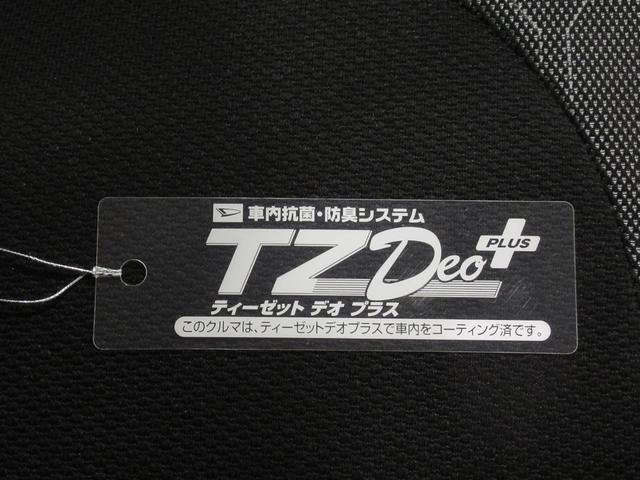 車内抗菌・防臭システム
TZ Deo PLUS
ティーゼット デオ プラス
このクルマは、ティーゼットデオプラスで車内をコーティング済です。